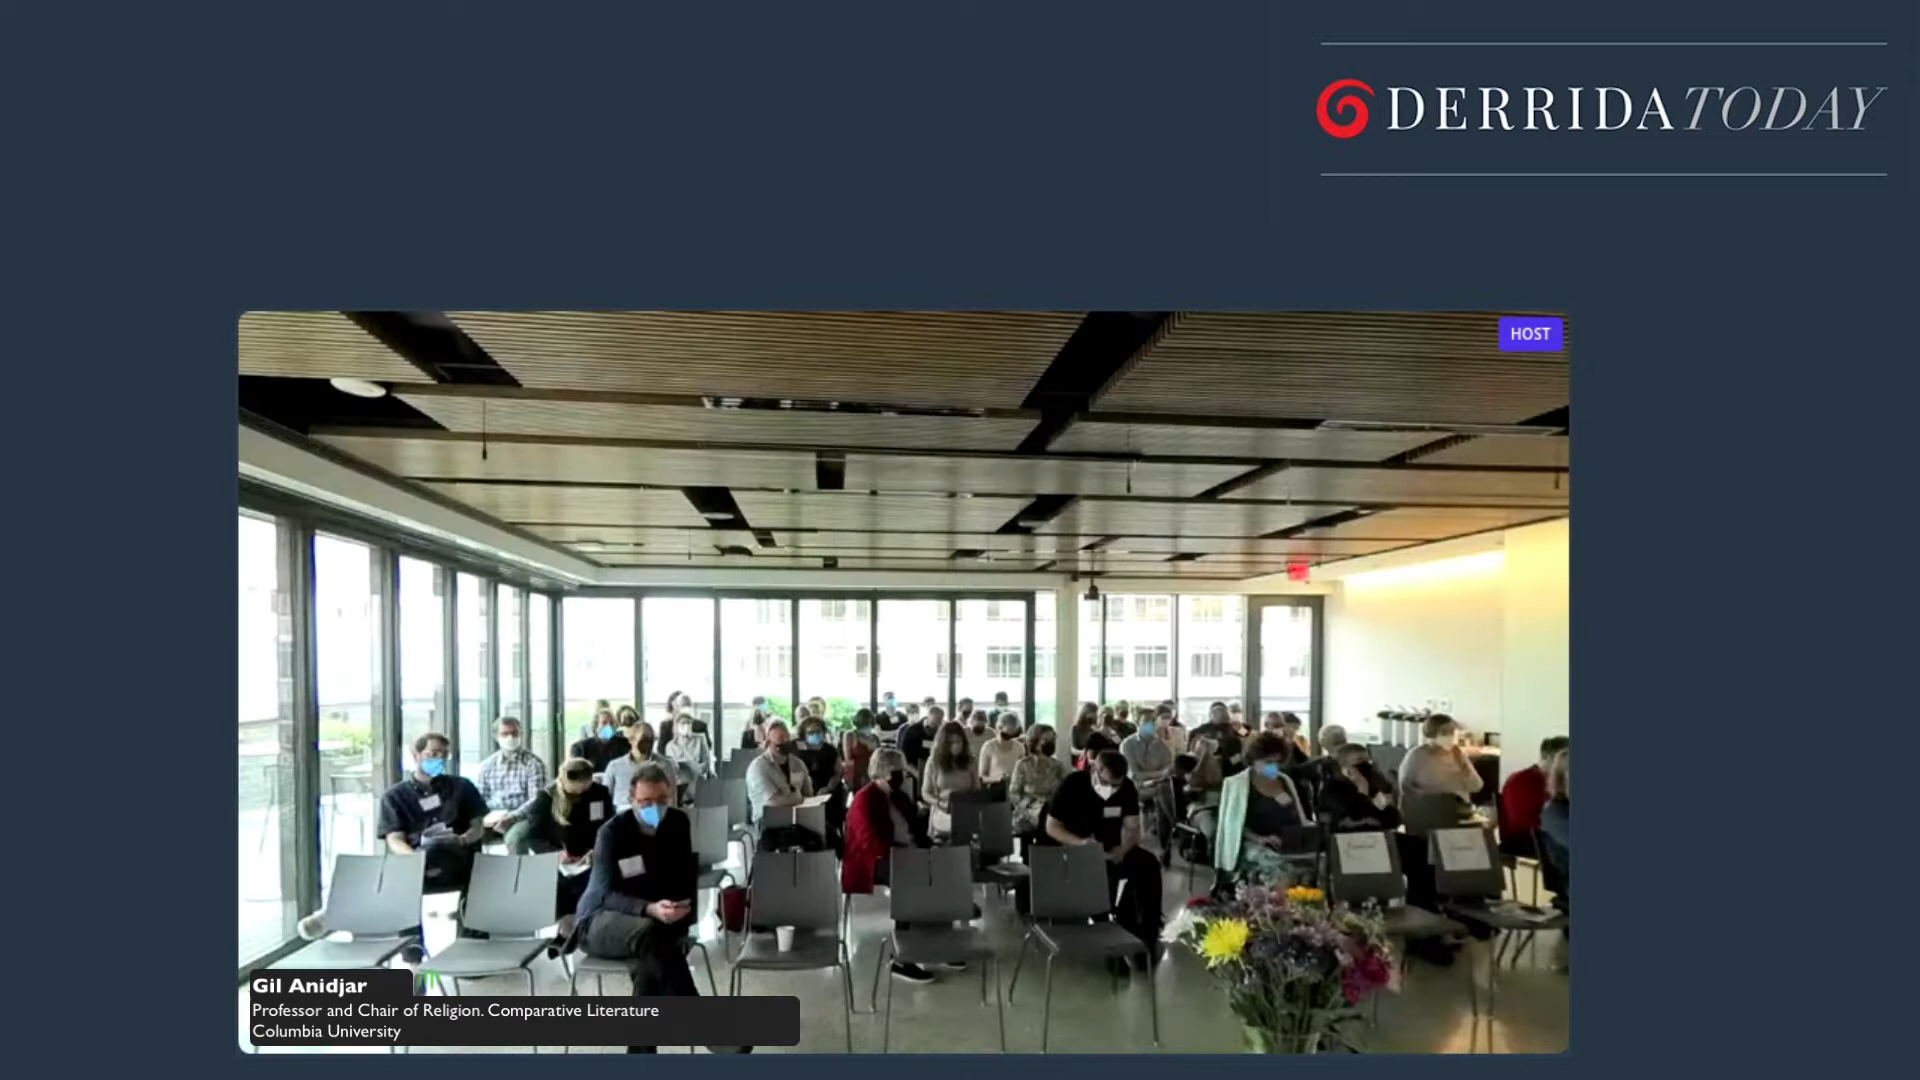 DERRIDA TODAY
HOST
Gil Anidjar
Professor and Chair of Religion. Comparative Literature
Columbia University